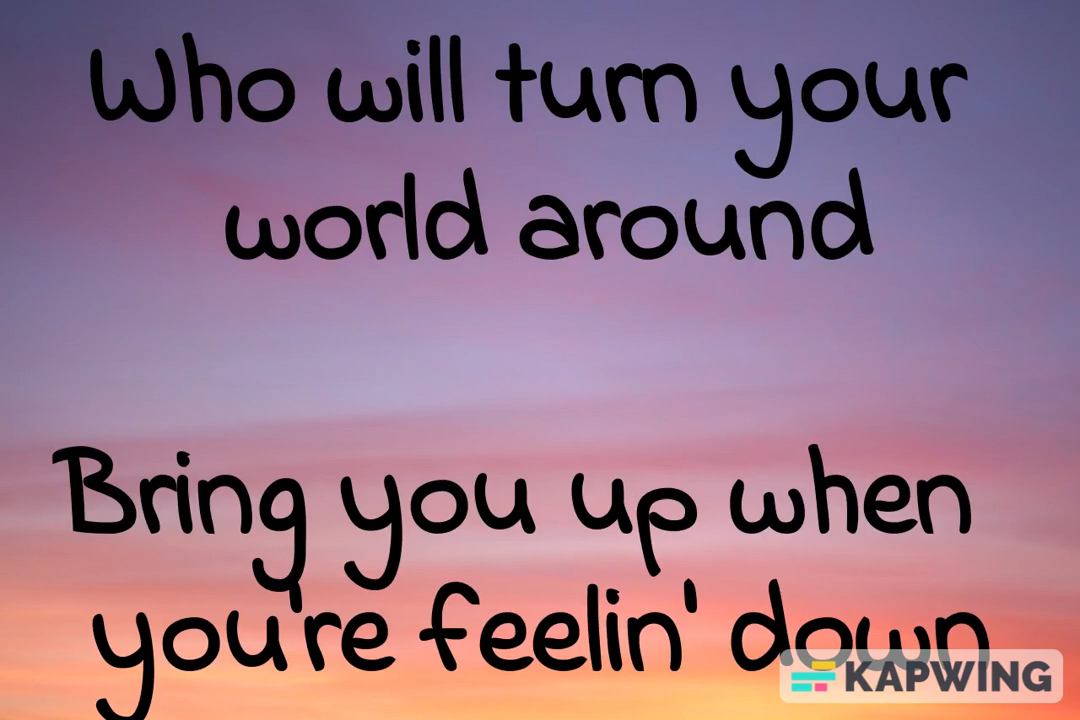 Who will turn your
world around
Bring you up when
you're feelin' down
KAPWING